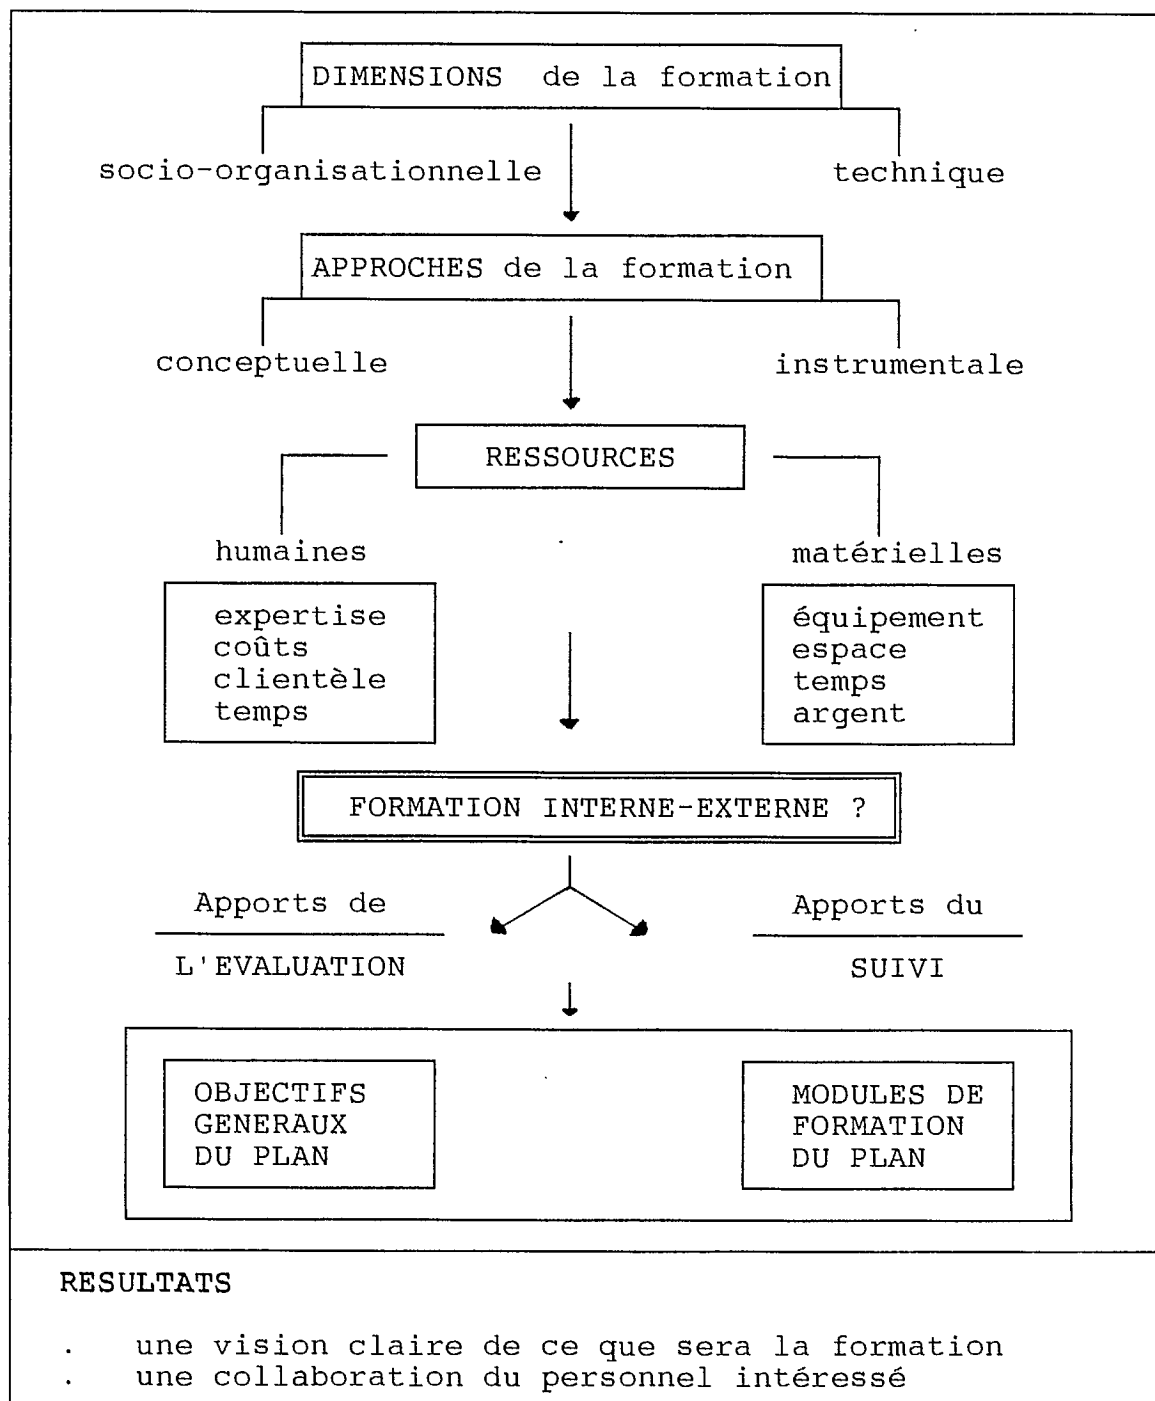 DIMENSIONS de la formation
socio-organisationnelle
technique
APPROCHES de la formation
conceptuelle
instrumentale
RESSOURCES
humaines
matérielles
expertise
coûts
clientèle
temps
équipement
espace
temps
argent
FORMATION INTERNE-EXTERNE ?
Apports de
L'EVALUATION
Apports du
SUIVI
OBJECTIFS
GENERAUX
DU PLAN
MODULES DE
FORMATION
DU PLAN
RESULTATS
. une vision claire de ce que sera la formation
. une collaboration du personnel intéressé